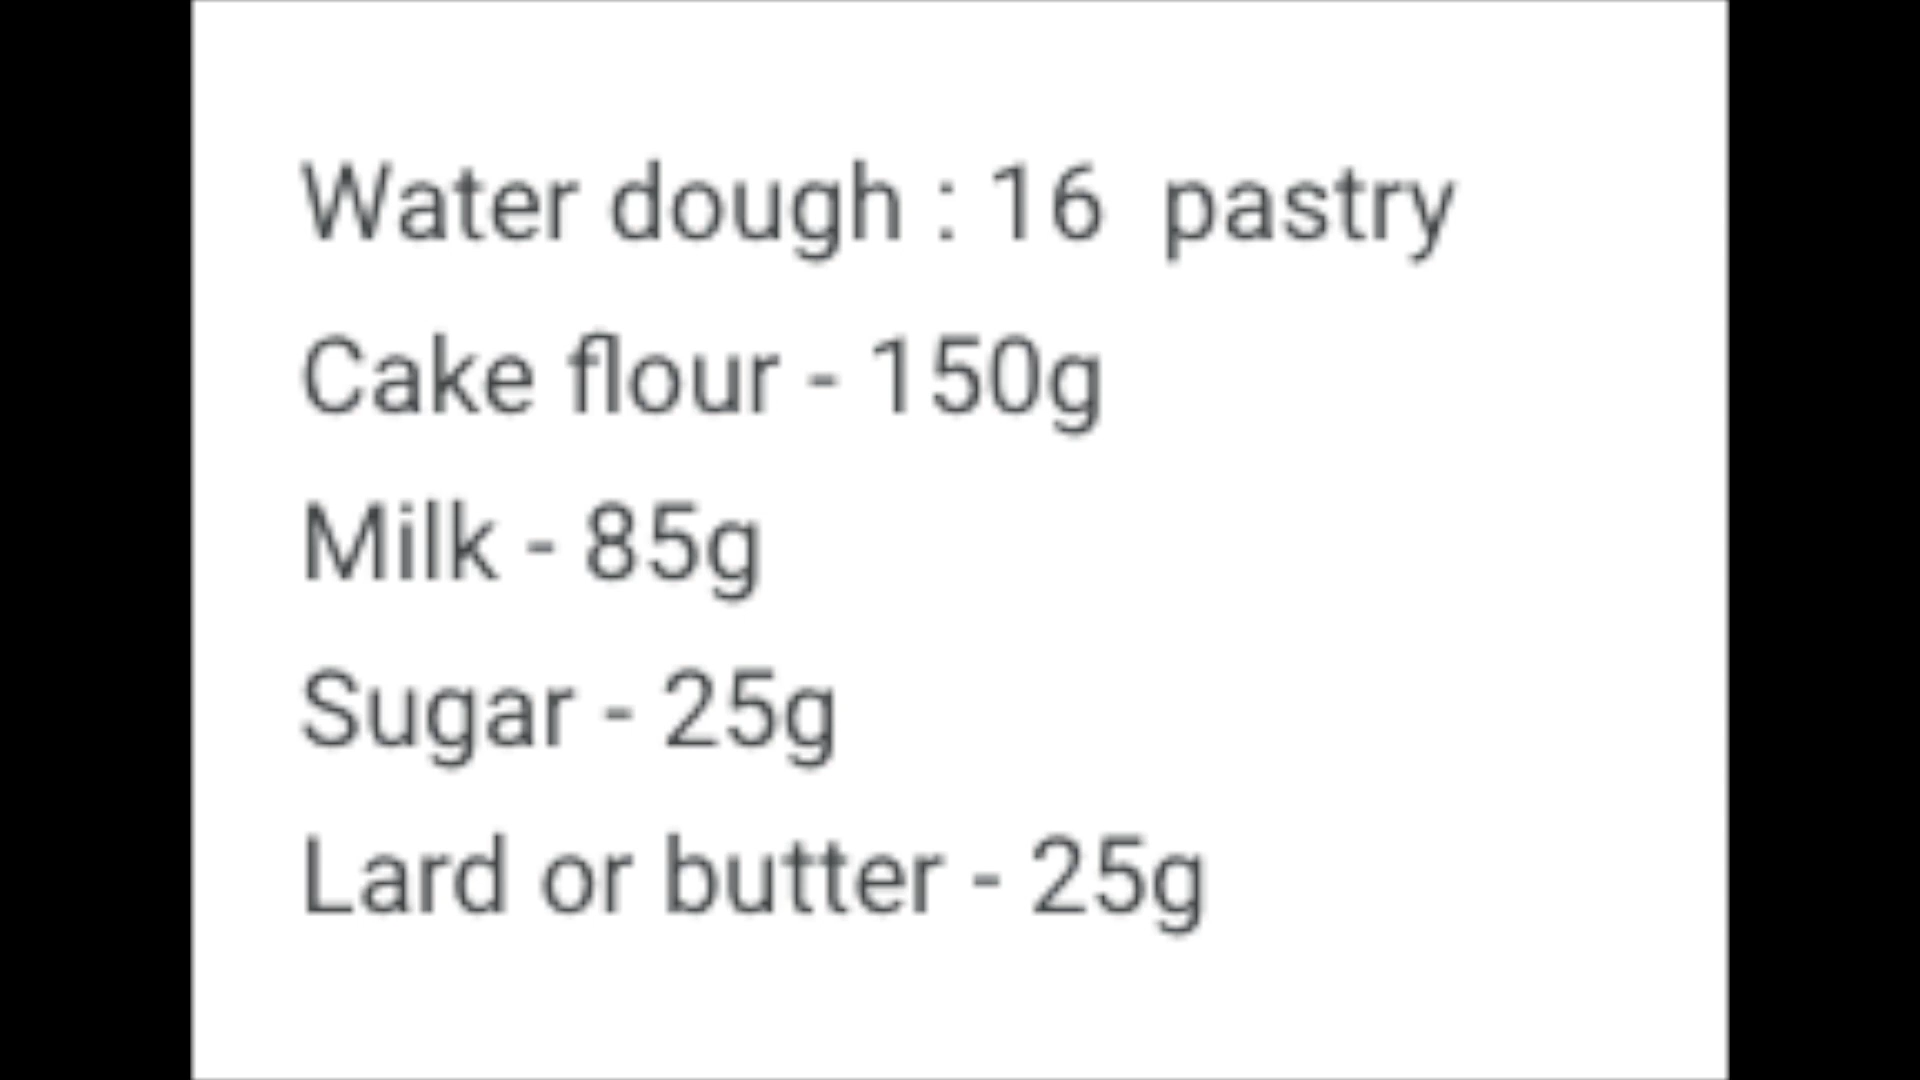 Water dough : 16  pastry
Cake flour - 150g
Milk - 85g
Sugar - 25g
Lard or butter - 25g